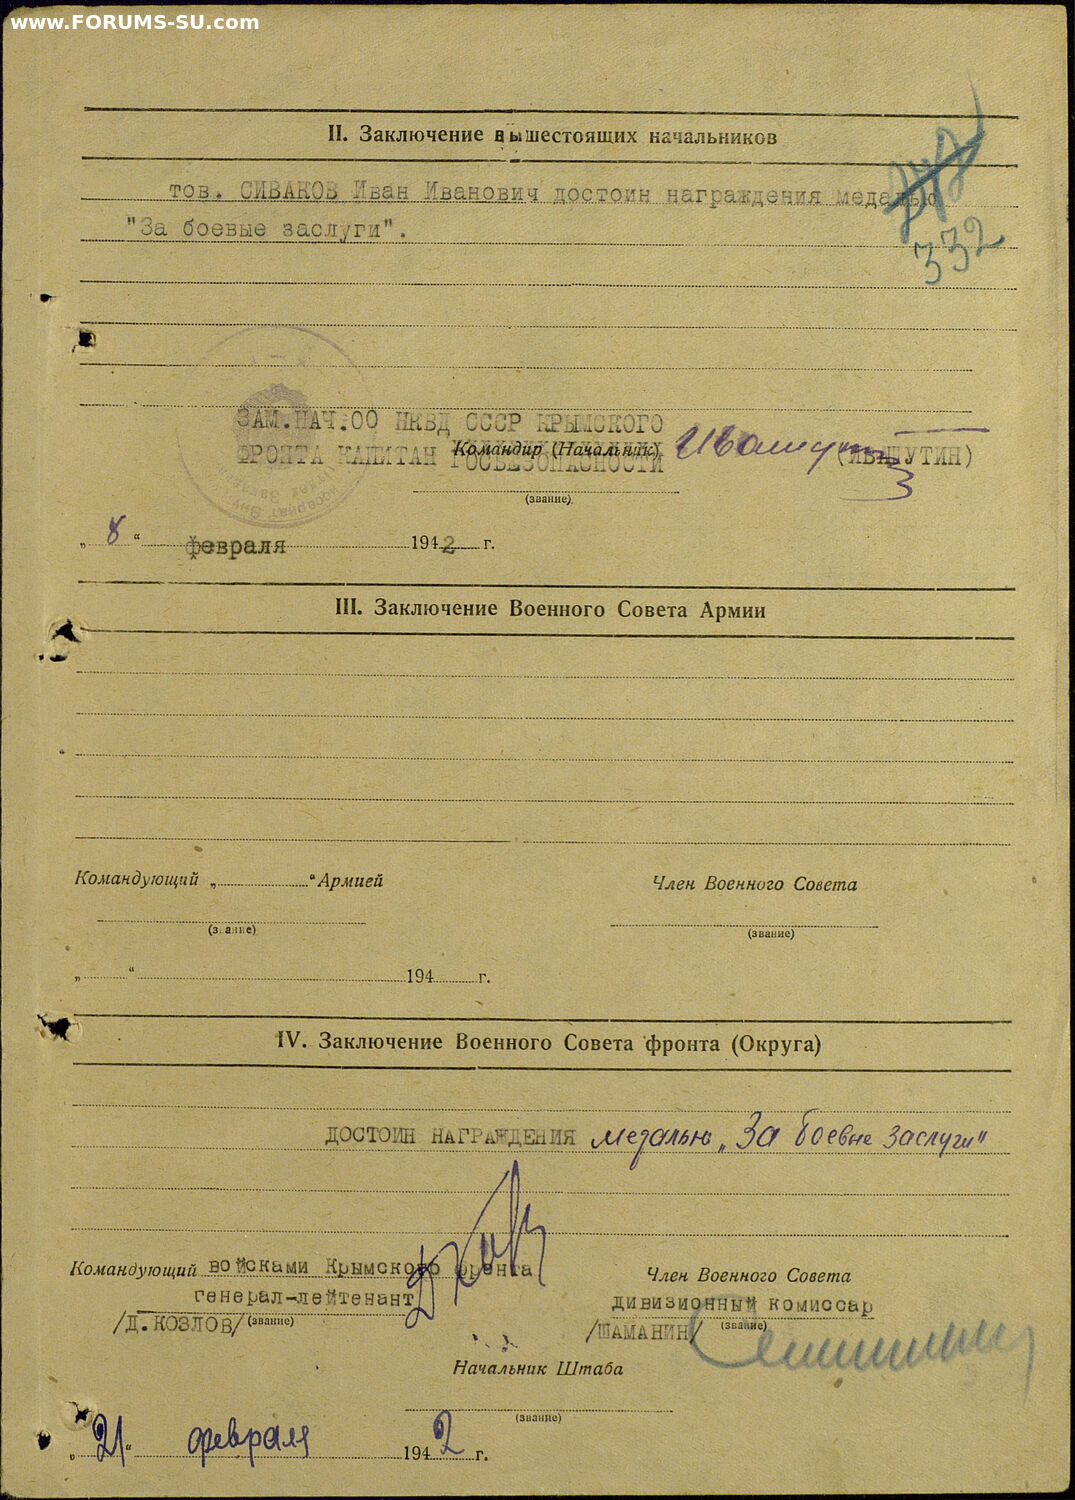 www.FORUMS-SU.com
II. Заключение вышестоящих начальников
тов. СИВАКОВ Иван Иванович достоин награждения медалью
"За боевые заслуги".
332
ЗАМ.НАЧ.ОО НКВД СССР КРЫМСКОГО
ФРОНТА КАПИТАН ГОСБЕЗОПАСНОСТИ (ИВАШУТИН)
Командир (Начальник)
(звание)
„ 8 “ февраля 1942 г.
III. Заключение Военного Совета Армии
Командующий „ “ Армией Член Военного Совета
(звание) (звание)
„ “ 194 г.
IV. Заключение Военного Совета фронта (Округа)
ДОСТОИН НАГРАЖДЕНИЯ медалью „За боевые заслуги"
Командующий войсками Крымского фронта Член Военного Совета
генерал-лейтенант дивизионный комиссар
/Д.КОЗЛОВ/ (звание) /ШАМАНИН/ (звание)
Начальник Штаба
(звание)
„ 21 “ февраля 1942 г.